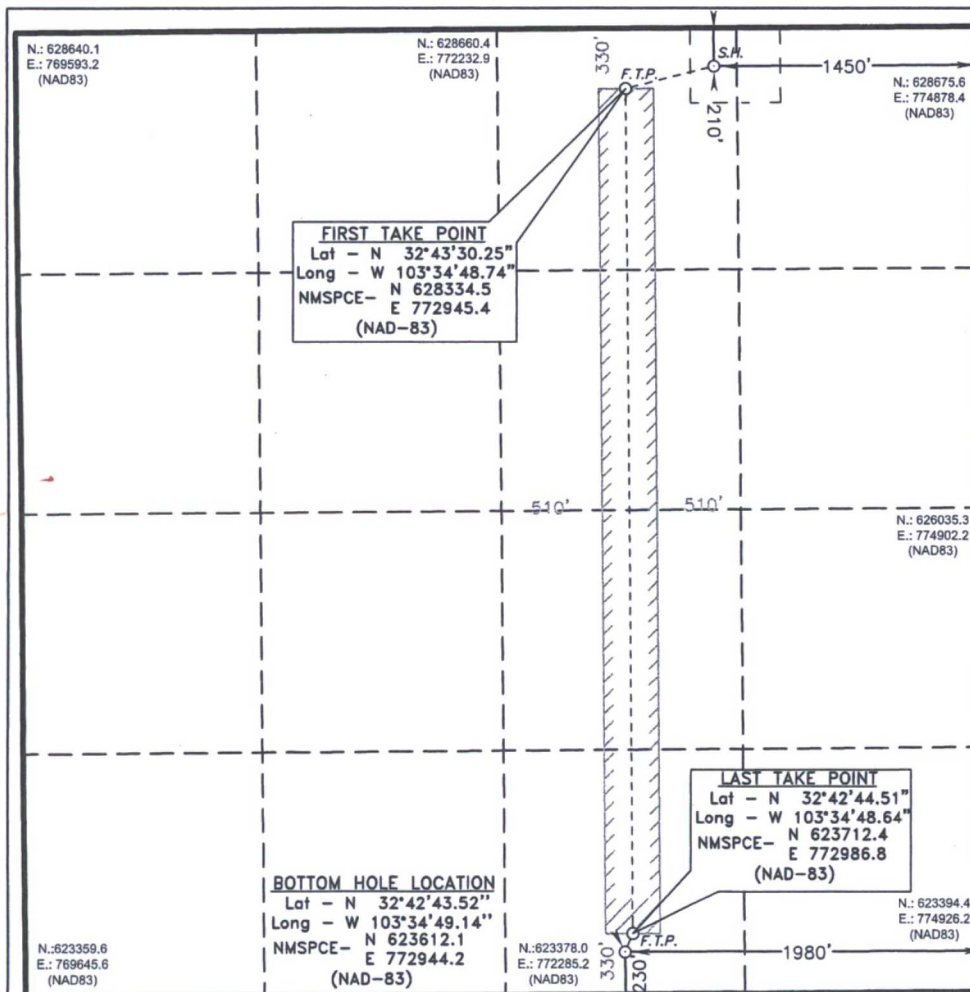 N.: 628640.1
E.: 769593.2
(NAD83)
N.: 628660.4
E.: 772232.9
(NAD83)
330'
F.T.P.
S.H.
1450'
210'
N.: 628675.6
E.: 774878.4
(NAD83)
FIRST TAKE POINT
Lat - N 32°43'30.25"
Long - W 103°34'48.74"
NMSPCE- N 628334.5
E 772945.4
(NAD-83)
510'
510'
N.: 626035.3
E.: 774902.2
(NAD83)
LAST TAKE POINT
Lat - N 32°42'44.51"
Long - W 103°34'48.64"
NMSPCE- N 623712.4
E 772986.8
(NAD-83)
BOTTOM HOLE LOCATION
Lat - N 32°42'43.52''
Long - W 103°34'49.14''
NMSPCE- N 623612.1
E 772944.2
(NAD-83)
N.:623359.6
E.: 769645.6
(NAD83)
N.:623378.0
E.: 772285.2
(NAD83)
330'
230'
F.T.P.
1980'
N.: 623394.4
E.: 774926.2
(NAD83)